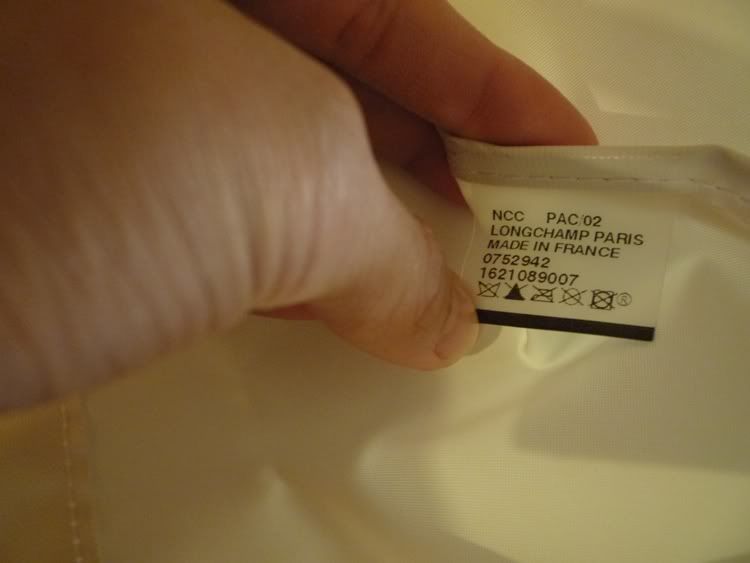 NCC PAC/02
LONGCHAMP PARIS
MADE IN FRANCE
0752942
1621089007
®